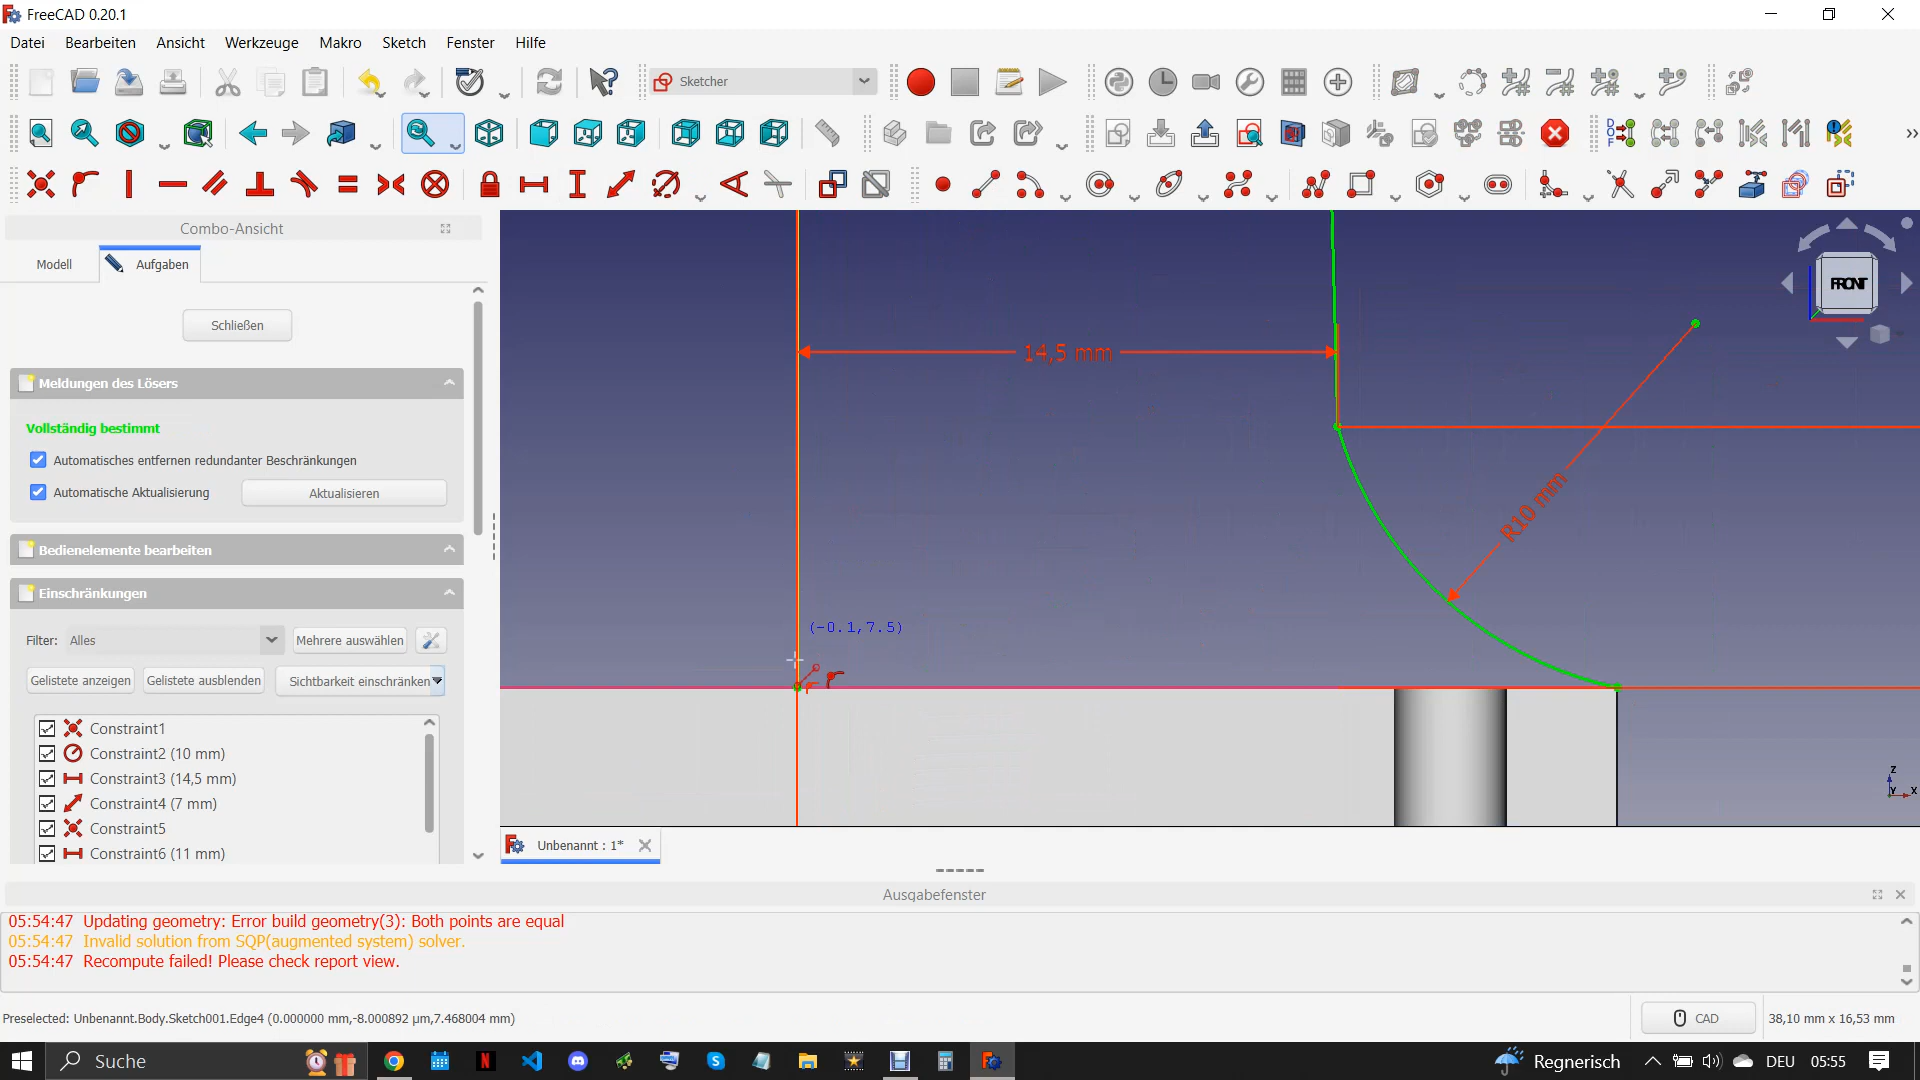 FreeCAD 0.20.1
Datei Bearbeiten Ansicht Werkzeuge Makro Sketch Fenster Hilfe
Sketcher
DOF
Combo-Ansicht
Modell Aufgaben
Schließen
Meldungen des Lösers
Vollständig bestimmt
Automatisches entfernen redundanter Beschränkungen
Automatische Aktualisierung Aktualisieren
Bedienelemente bearbeiten
Einschränkungen
Filter: Alles Mehrere auswählen
Gelistete anzeigen Gelistete ausblenden Sichtbarkeit einschränken
Constraint1
Constraint2 (10 mm)
Constraint3 (14,5 mm)
Constraint4 (7 mm)
Constraint5
Constraint6 (11 mm)
FRONT
14,5 mm
R10 mm
(-0.1,7.5)
Z
Y X
Unbenannt : 1*
Ausgabefenster
05:54:47 Updating geometry: Error build geometry(3): Both points are equal
05:54:47 Invalid solution from SQP(augmented system) solver.
05:54:47 Recompute failed! Please check report view.
Preselected: Unbenannt.Body.Sketch001.Edge4 (0.000000 mm,-8.000892 µm,7.468004 mm)
CAD 38,10 mm x 16,53 mm
Suche
Regnerisch DEU 05:55